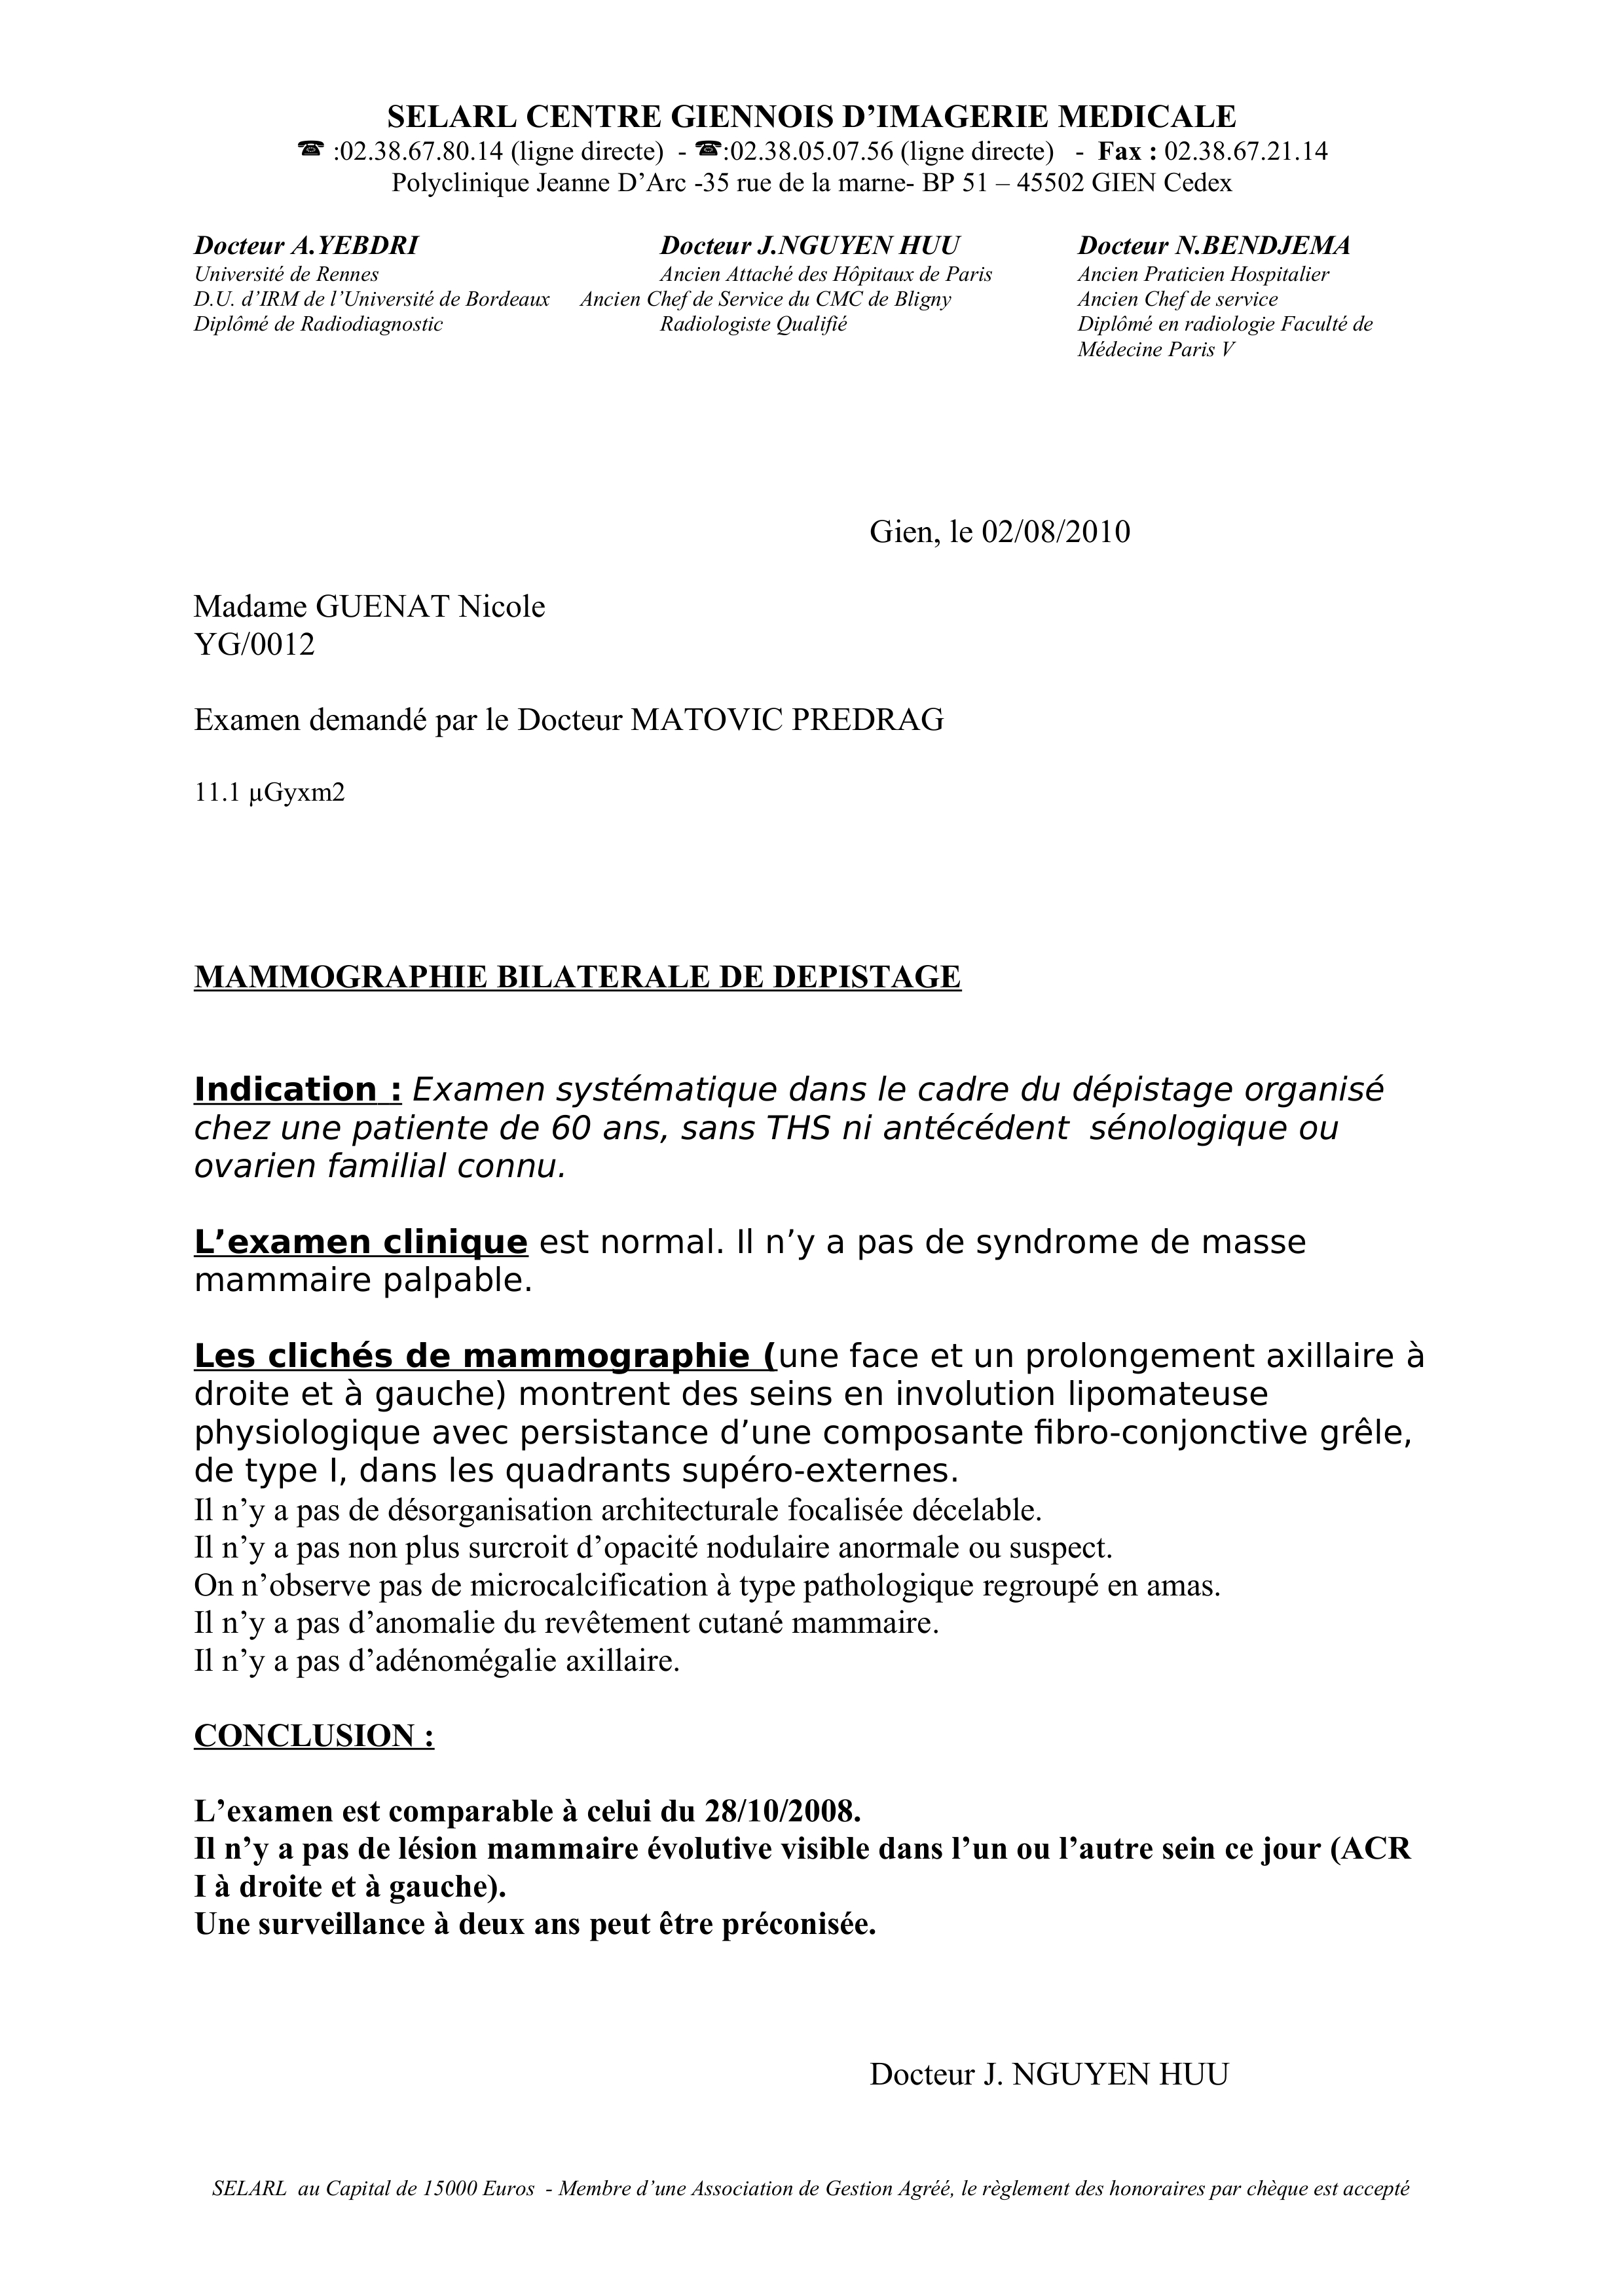 SELARL CENTRE GIENNOIS D’IMAGERIE MEDICALE
☎ :02.38.67.80.14 (ligne directe) - ☎:02.38.05.07.56 (ligne directe) - Fax : 02.38.67.21.14
Polyclinique Jeanne D’Arc -35 rue de la marne- BP 51 – 45502 GIEN Cedex
Docteur A.YEBDRI Docteur J.NGUYEN HUU Docteur N.BENDJEMA
Université de Rennes Ancien Attaché des Hôpitaux de Paris Ancien Praticien Hospitalier
D.U. d’IRM de l’Université de Bordeaux Ancien Chef de Service du CMC de Bligny Ancien Chef de service
Diplômé de Radiodiagnostic Radiologiste Qualifié Diplômé en radiologie Faculté de
Médecine Paris V
Gien, le 02/08/2010
Madame GUENAT Nicole
YG/0012
Examen demandé par le Docteur MATOVIC PREDRAG
11.1 µGyxm2
MAMMOGRAPHIE BILATERALE DE DEPISTAGE
Indication : Examen systématique dans le cadre du dépistage organisé
chez une patiente de 60 ans, sans THS ni antécédent sénologique ou
ovarien familial connu.
L’examen clinique est normal. Il n’y a pas de syndrome de masse
mammaire palpable.
Les clichés de mammographie (une face et un prolongement axillaire à
droite et à gauche) montrent des seins en involution lipomateuse
physiologique avec persistance d’une composante fibro-conjonctive grêle,
de type I, dans les quadrants supéro-externes.
Il n’y a pas de désorganisation architecturale focalisée décelable.
Il n’y a pas non plus surcroit d’opacité nodulaire anormale ou suspect.
On n’observe pas de microcalcification à type pathologique regroupé en amas.
Il n’y a pas d’anomalie du revêtement cutané mammaire.
Il n’y a pas d’adénomégalie axillaire.
CONCLUSION :
L’examen est comparable à celui du 28/10/2008.
Il n’y a pas de lésion mammaire évolutive visible dans l’un ou l’autre sein ce jour (ACR
I à droite et à gauche).
Une surveillance à deux ans peut être préconisée.
Docteur J. NGUYEN HUU
SELARL au Capital de 15000 Euros - Membre d’une Association de Gestion Agréé, le règlement des honoraires par chèque est accepté